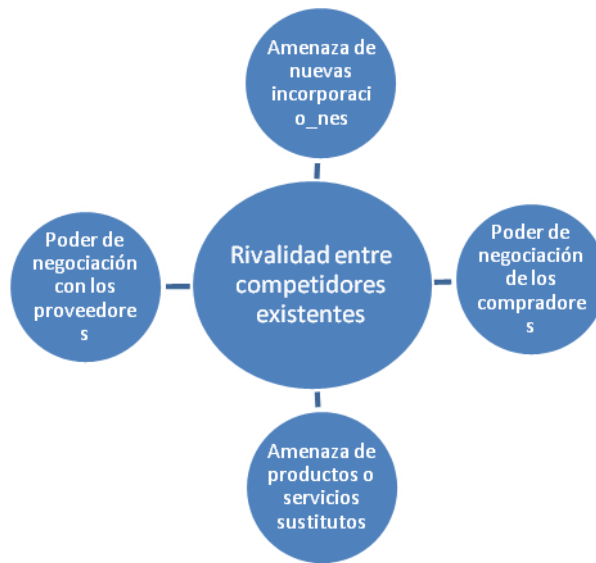 Amenaza de
nuevas
incorporaci
o_nes
Poder de
negociación
con los
proveedore
s
Rivalidad entre
competidores
existentes
Poder de
negociación
de los
compradore
s
Amenaza de
productos o
servicios
sustitutos